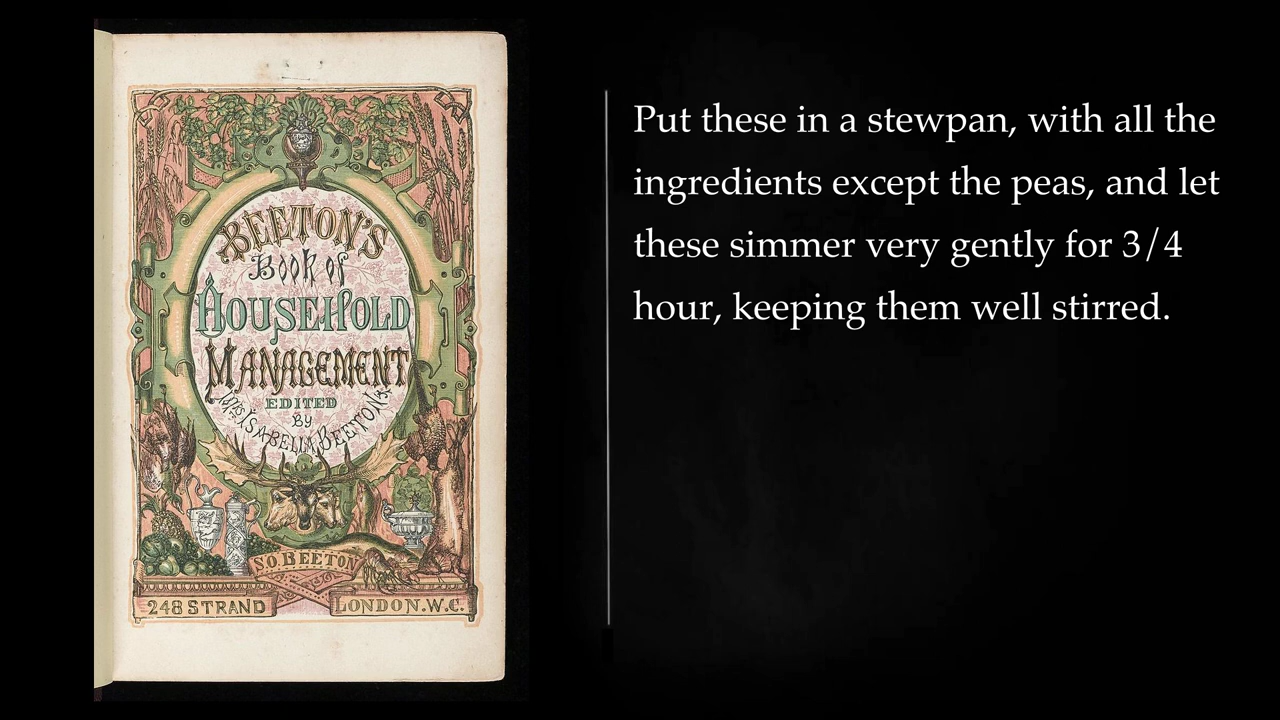 BEETON'S
Book of
HOUSEHOLD
MANAGEMENT
EDITED
BY
MRS ISABELLA BEETON
S.O. BEETON
248 STRAND
LONDON. W.C.
Put these in a stewpan, with all the
ingredients except the peas, and let
these simmer very gently for 3/4
hour, keeping them well stirred.